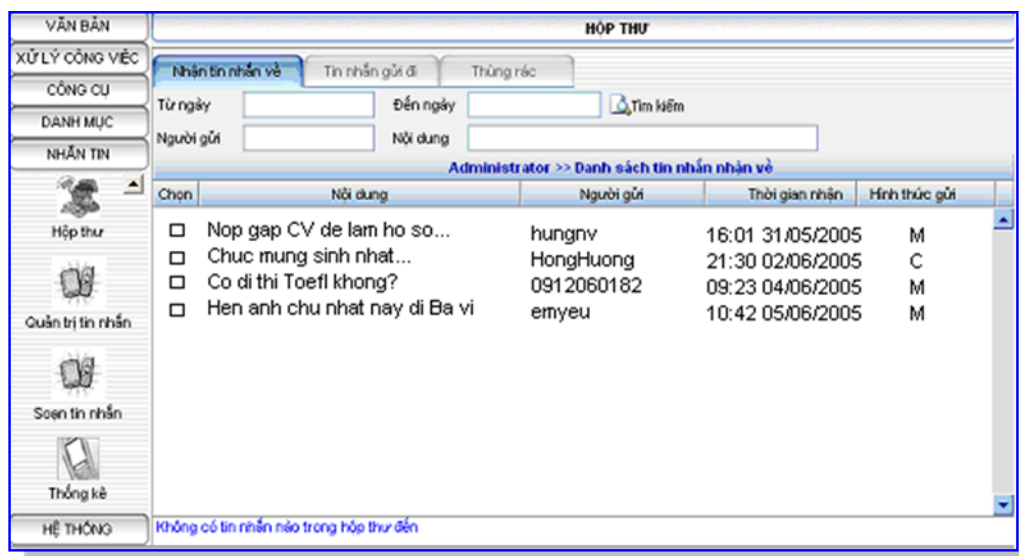 VĂN BẢN
XỬ LÝ CÔNG VIỆC
CÔNG CỤ
DANH MỤC
NHẮN TIN
Hộp thư
Quản trị tin nhắn
Soạn tin nhắn
Thống kê
HỆ THỐNG
HỘP THƯ
Nhận tin nhắn về Tin nhắn gửi đi Thùng rác
Từ ngày Đến ngày Tìm kiếm
Người gửi Nội dung
Administrator >> Danh sách tin nhắn nhận về
Chọn Nội dung Người gửi Thời gian nhận Hình thức gửi
Nop gap CV de lam ho so... hungnv 16:01 31/05/2005 M
Chuc mung sinh nhat... HongHuong 21:30 02/06/2005 C
Co di thi Toefl khong? 0912060182 09:23 04/06/2005 M
Hen anh chu nhat nay di Ba vi emyeu 10:42 05/06/2005 M
Không có tin nhắn nào trong hộp thư đến